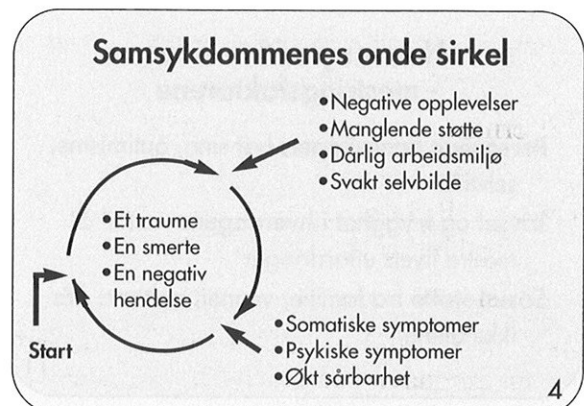 Samsykdommenes onde sirkel
• Negative opplevelser
• Manglende støtte
• Dårlig arbeidsmiljø
• Svakt selvbilde
• Et traume
• En smerte
• En negativ
hendelse
Start
• Somatiske symptomer
• Psykiske symptomer
• Økt sårbarhet
4